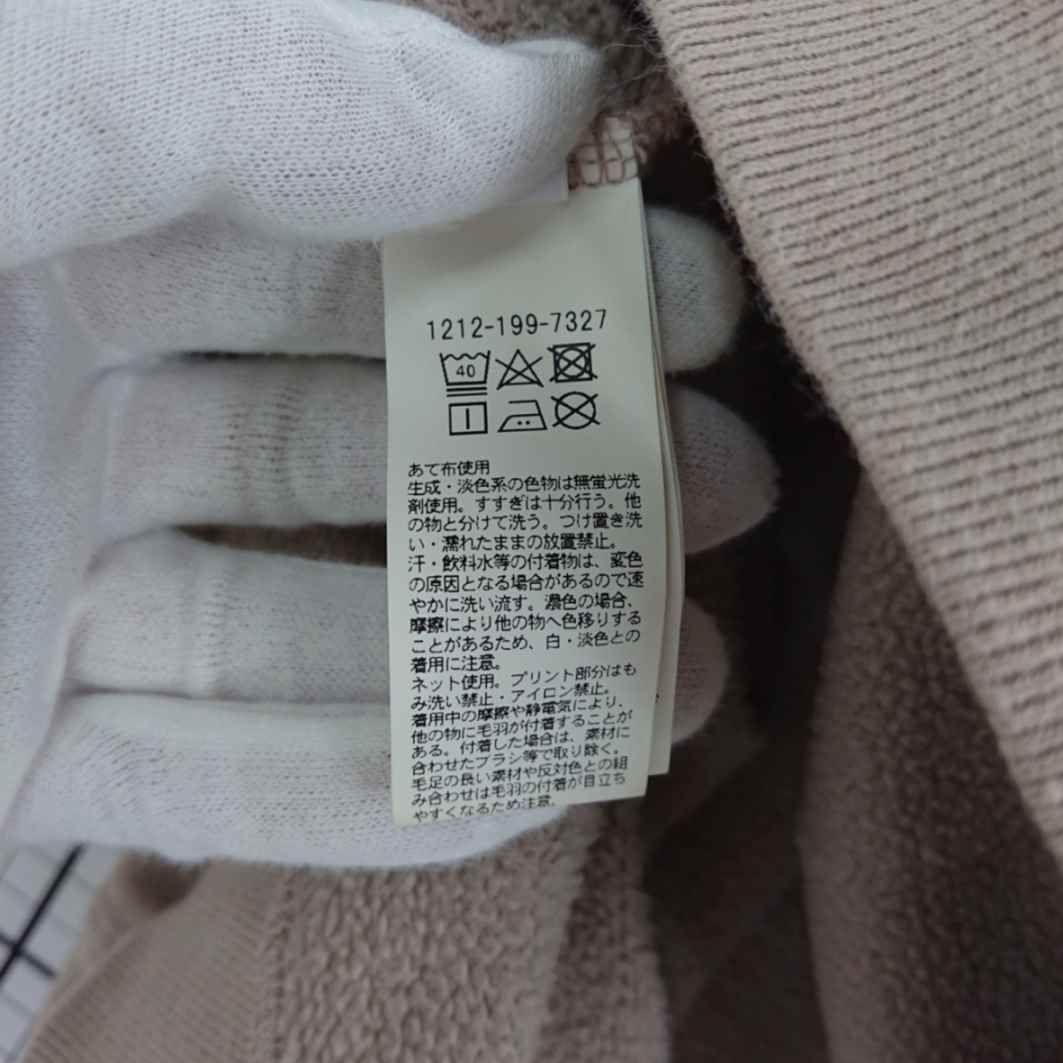 1212-199-7327
40
あて布使用
生成・淡色系の色物は無蛍光洗
剤使用。すすぎは十分行う。他
の物と分けて洗う。つけ置き洗
い・濡れたままの放置禁止。
汗・飲料水等の付着物は、変色
の原因となる場合があるので速
やかに洗い流す。濃色の場合、
摩擦により他の物へ色移りする
ことがあるため、白・淡色との
着用に注意。
ネット使用。プリント部分はも
み洗い禁止・アイロン禁止。
着用中の摩擦や静電気により、
他の物に毛羽が付着することが
ある。付着した場合は、素材に
合わせたブラシ等で取り除く。
毛足の長い素材や反対色との組
み合わせは毛羽の付着が目立ち
やすくなるため注意。